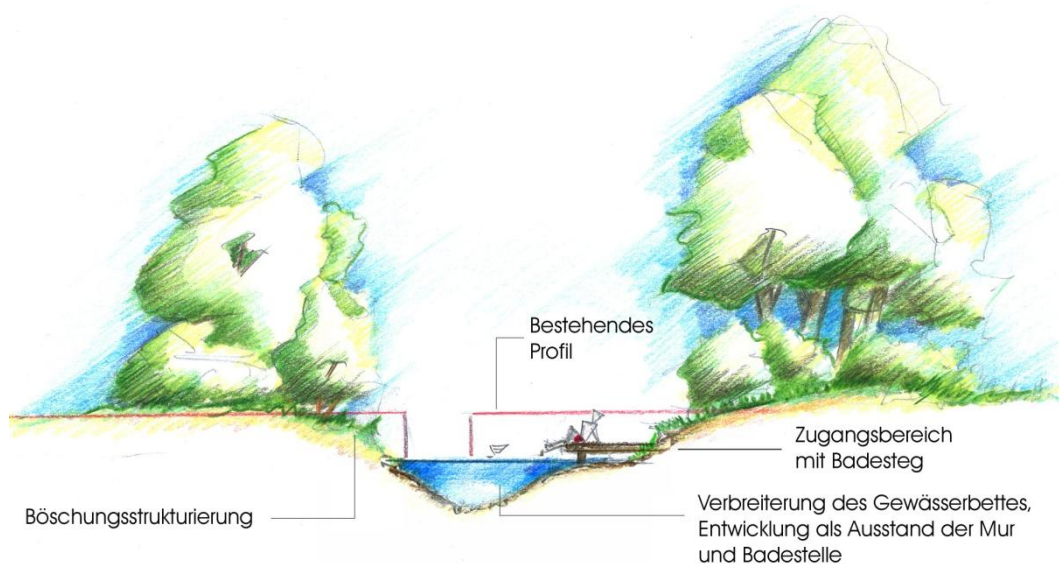 Bestehendes
Profil
Zugangsbereich
mit Badesteg
Böschungsstrukturierung
Verbreiterung des Gewässerbettes,
Entwicklung als Ausstand der Mur
und Badestelle